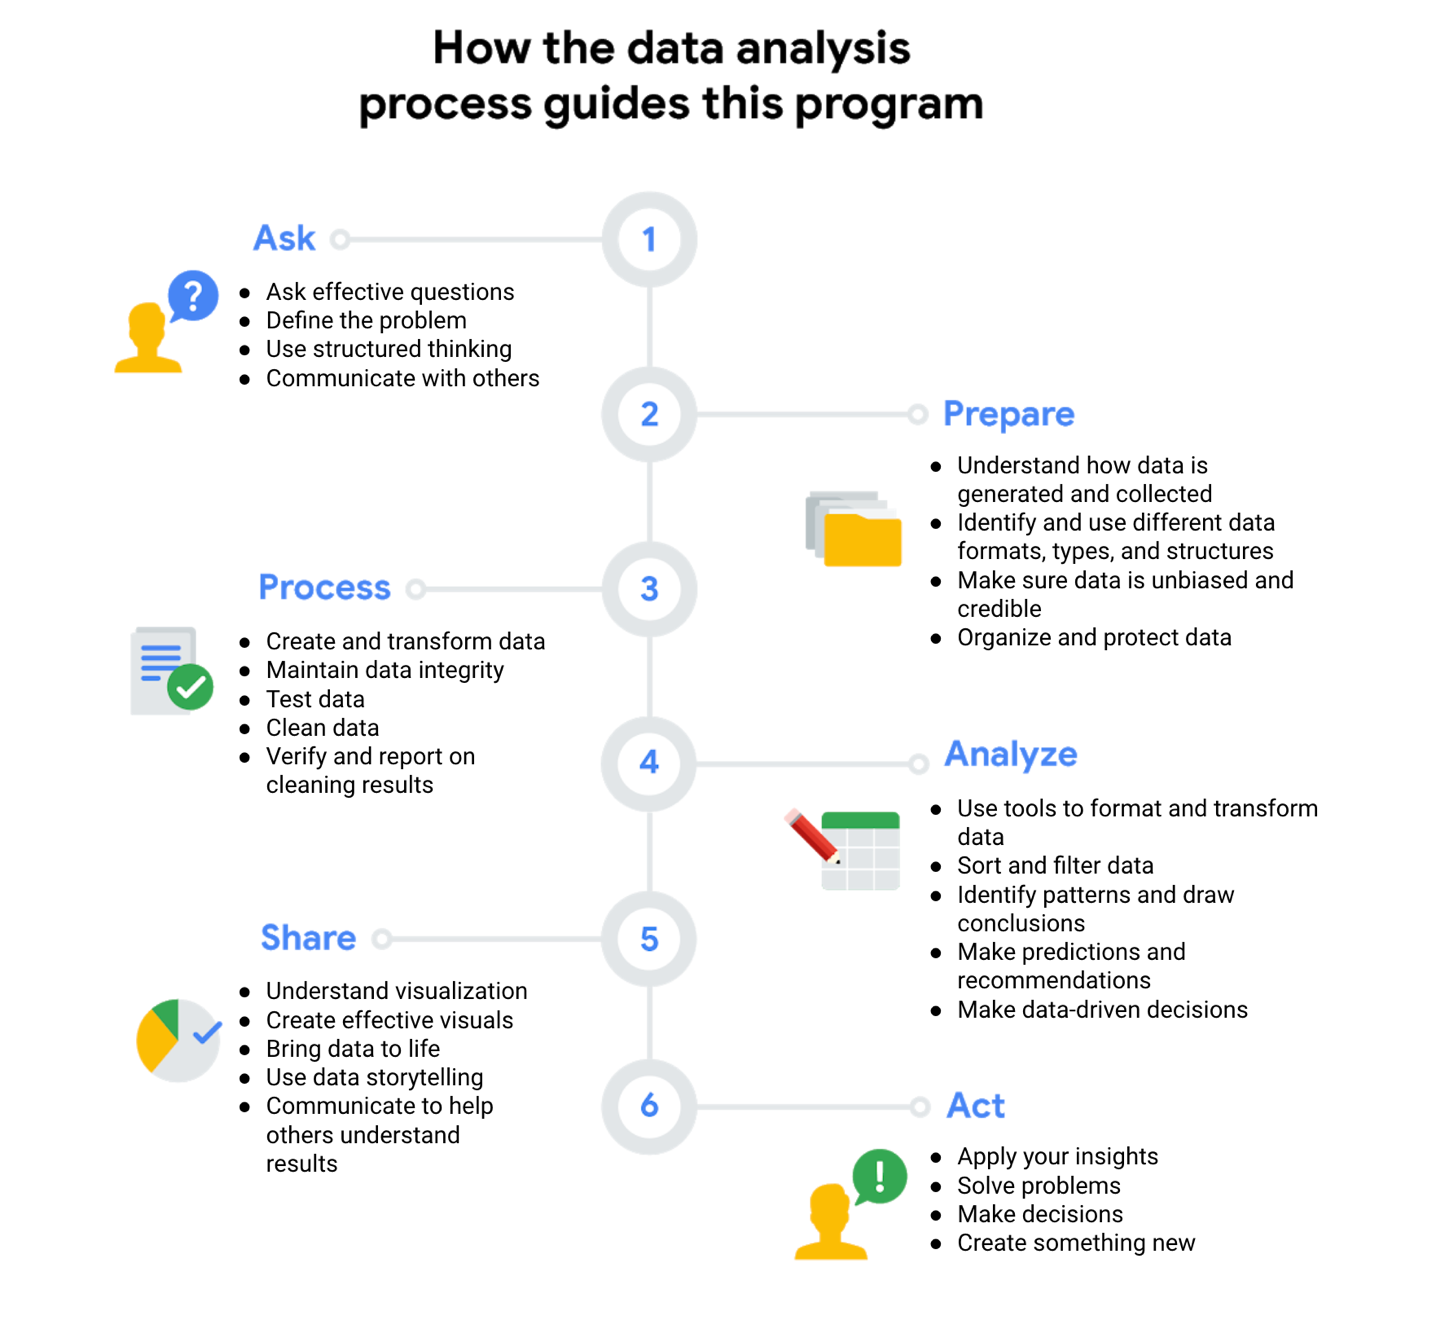 How the data analysis
process guides this program
1
Ask
?
● Ask effective questions
● Define the problem
● Use structured thinking
● Communicate with others
2
Prepare
● Understand how data is
generated and collected
● Identify and use different data
formats, types, and structures
● Make sure data is unbiased and
credible
● Organize and protect data
3
Process
● Create and transform data
● Maintain data integrity
● Test data
● Clean data
● Verify and report on
cleaning results
4
Analyze
● Use tools to format and transform
data
● Sort and filter data
● Identify patterns and draw
conclusions
● Make predictions and
recommendations
● Make data-driven decisions
5
Share
● Understand visualization
● Create effective visuals
● Bring data to life
● Use data storytelling
● Communicate to help
others understand
results
6
Act
!
● Apply your insights
● Solve problems
● Make decisions
● Create something new